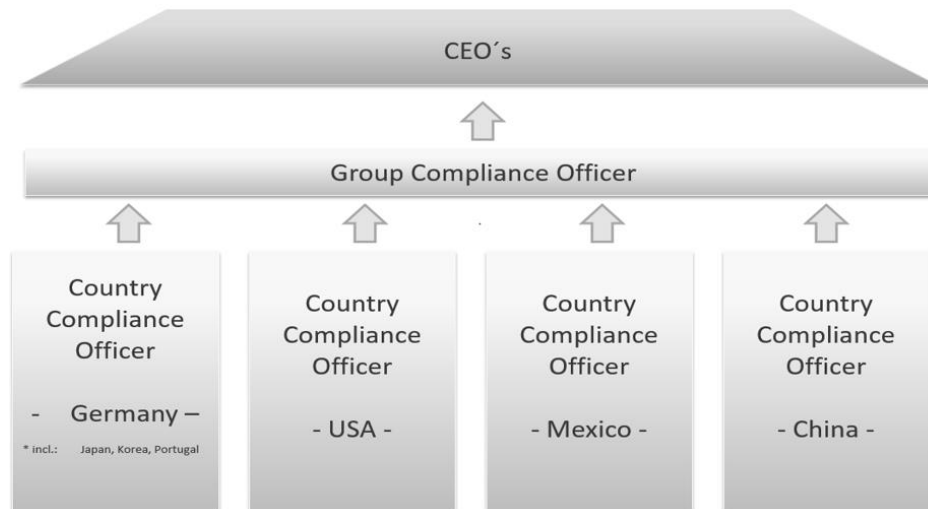 CEO´s
Group Compliance Officer
Country
Compliance
Officer
- Germany –
* incl.: Japan, Korea, Portugal
Country
Compliance
Officer
- USA -
Country
Compliance
Officer
- Mexico -
Country
Compliance
Officer
- China -